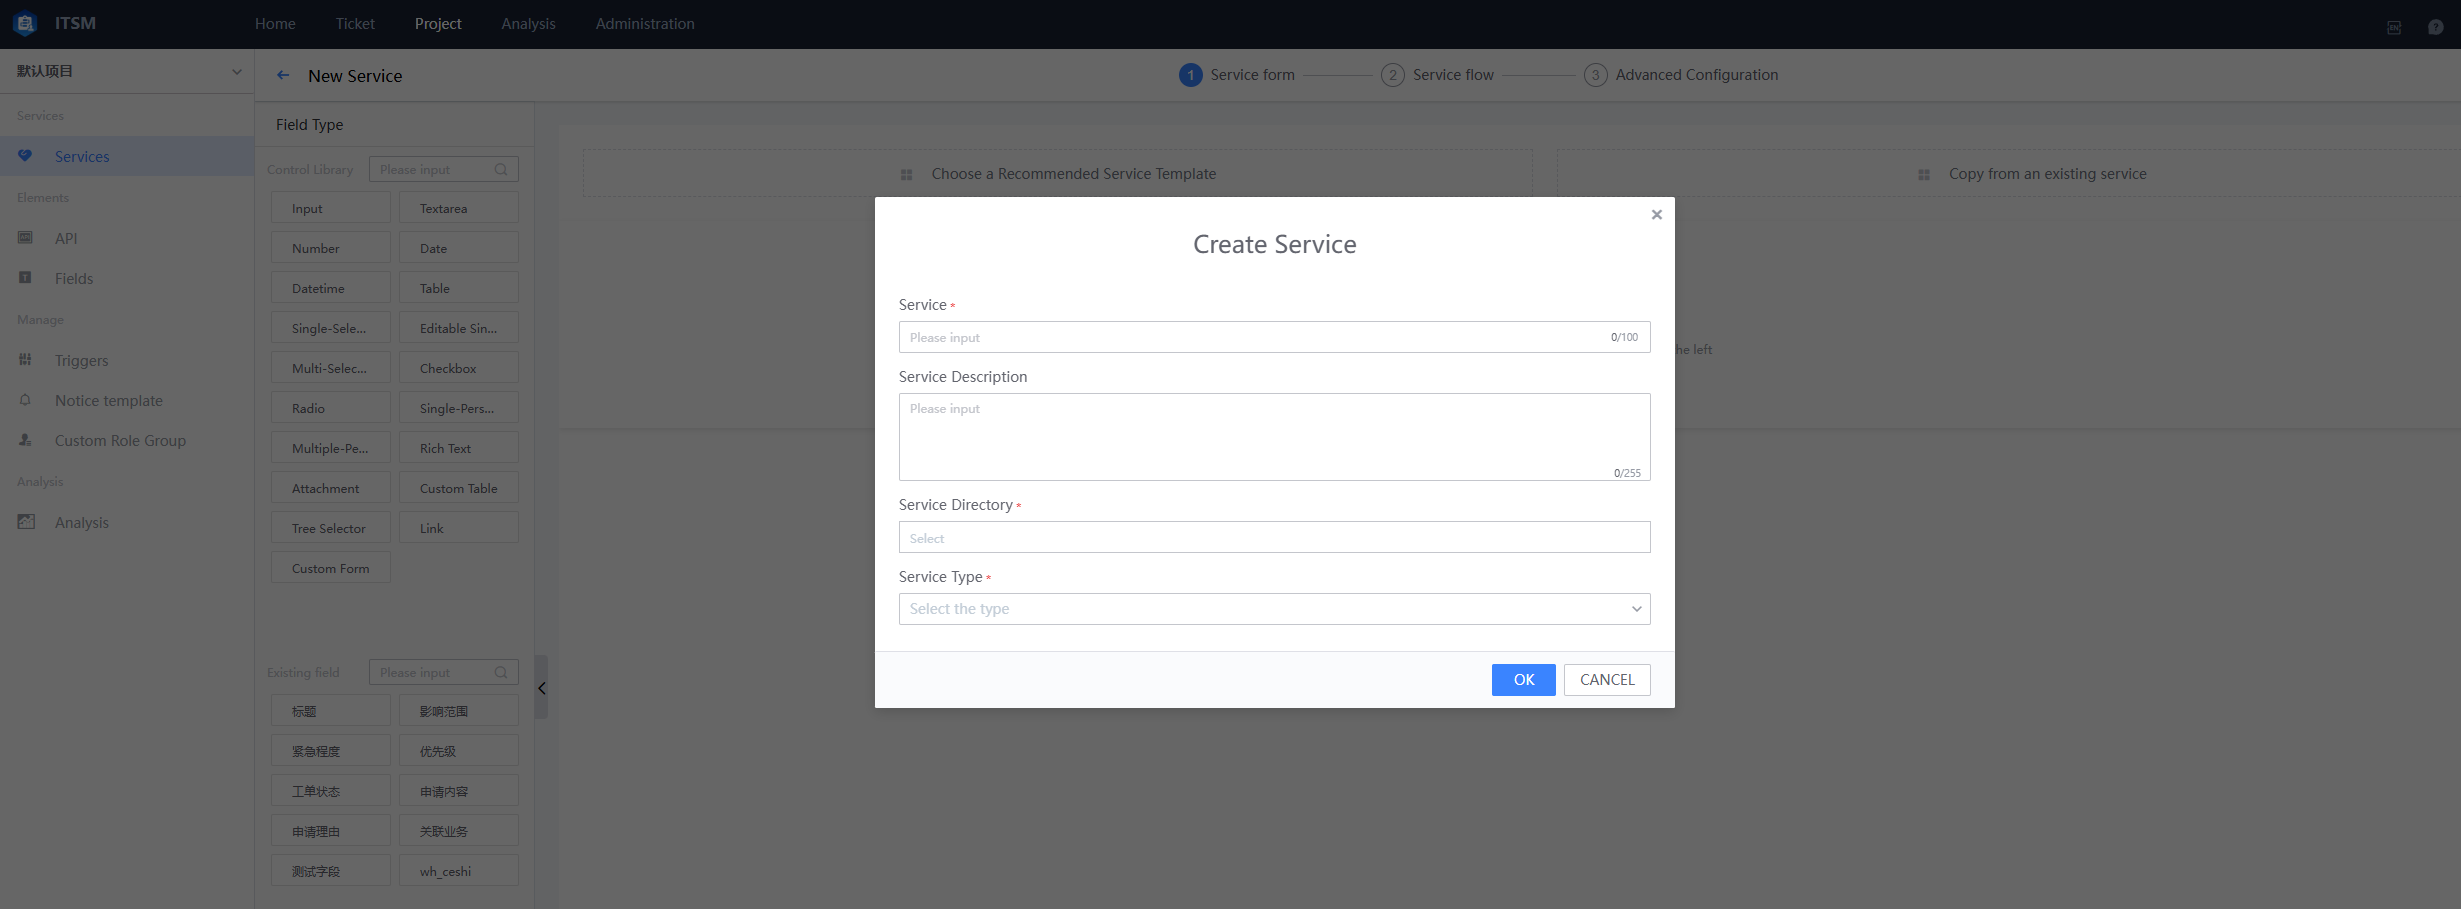 ITSM
Home
Ticket
Project
Analysis
Administration
默认项目
New Service
1 Service form
2 Service flow
3 Advanced Configuration
Services
Services
Elements
API
Fields
Manage
Triggers
Notice template
Custom Role Group
Analysis
Analysis
Field Type
Control Library
Please input
Input
Textarea
Number
Date
Datetime
Table
Single-Sele...
Editable Sin...
Multi-Selec...
Checkbox
Radio
Single-Pers...
Multiple-Pe...
Rich Text
Attachment
Custom Table
Tree Selector
Link
Custom Form
Existing field
Please input
标题
影响范围
紧急程度
优先级
工单状态
申请内容
申请理由
关联业务
测试字段
wh_ceshi
Choose a Recommended Service Template
Copy from an existing service
he left
Create Service
Service *
Please input
0/100
Service Description
Please input
0/255
Service Directory *
Select
Service Type *
Select the type
OK
CANCEL